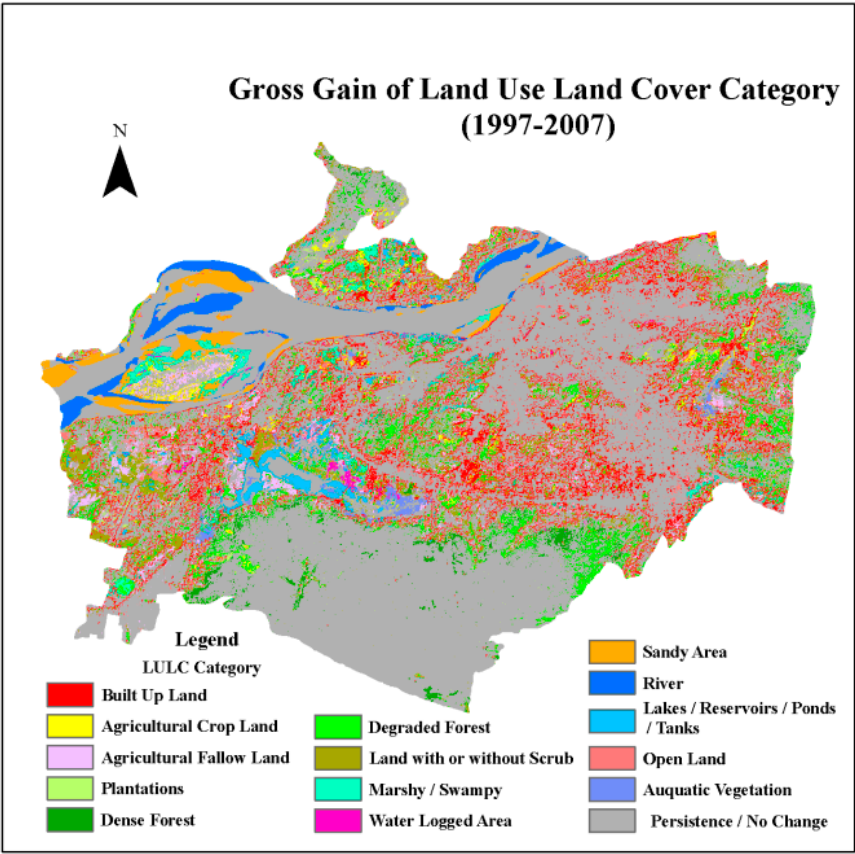 Gross Gain of Land Use Land Cover Category
(1997-2007)
N
Legend
LULC Category
Built Up Land
Agricultural Crop Land
Agricultural Fallow Land
Plantations
Dense Forest
Degraded Forest
Land with or without Scrub
Marshy / Swampy
Water Logged Area
Sandy Area
River
Lakes / Reservoirs / Ponds
/ Tanks
Open Land
Auquatic Vegetation
Persistence / No Change